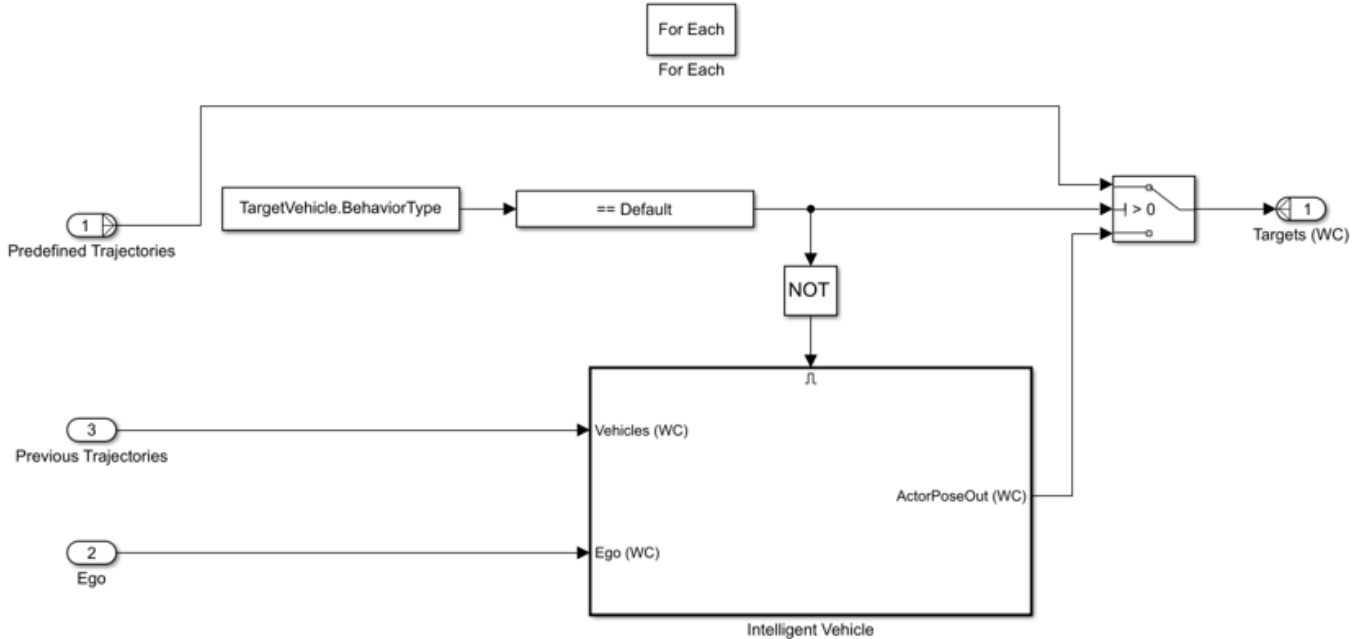 For Each
For Each
TargetVehicle.BehaviorType
== Default
> 0
1
Predefined Trajectories
1
Targets (WC)
NOT
3
Previous Trajectories
Vehicles (WC)
ActorPoseOut (WC)
2
Ego
Ego (WC)
Intelligent Vehicle